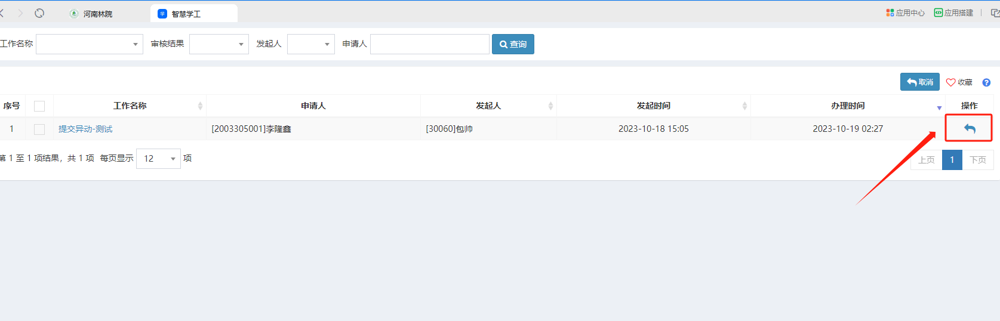 河南林院
学 智慧学工
应用中心 应用搭建
工作名称 审核结果 发起人 申请人 查询
取消 收藏 ?
序号 工作名称 申请人 发起人 发起时间 办理时间 操作
1 提交异动-测试 [2003305001]李隆鑫 [30060]包帅 2023-10-18 15:05 2023-10-19 02:27
第 1 至 1 项结果，共 1 项 每页显示 12 项
上页 1 下页